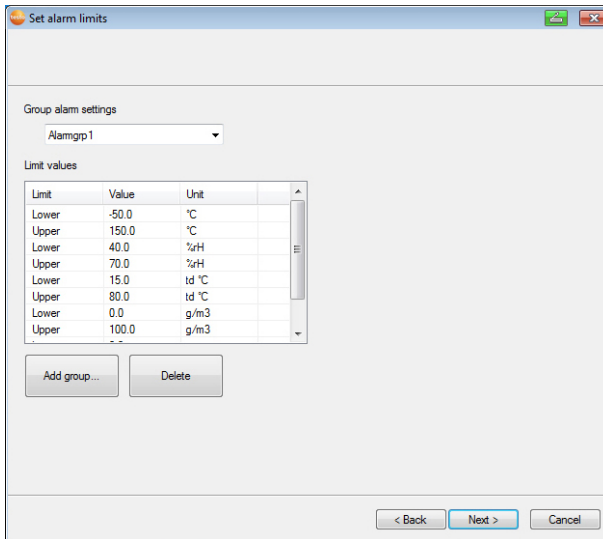 Set alarm limits
Group alarm settings
Alarmgrp1
Limit values
Limit Value Unit
Lower -50.0 °C
Upper 150.0 °C
Lower 40.0 %rH
Upper 70.0 %rH
Lower 15.0 td °C
Upper 80.0 td °C
Lower 0.0 g/m3
Upper 100.0 g/m3
Add group... Delete
< Back Next > Cancel